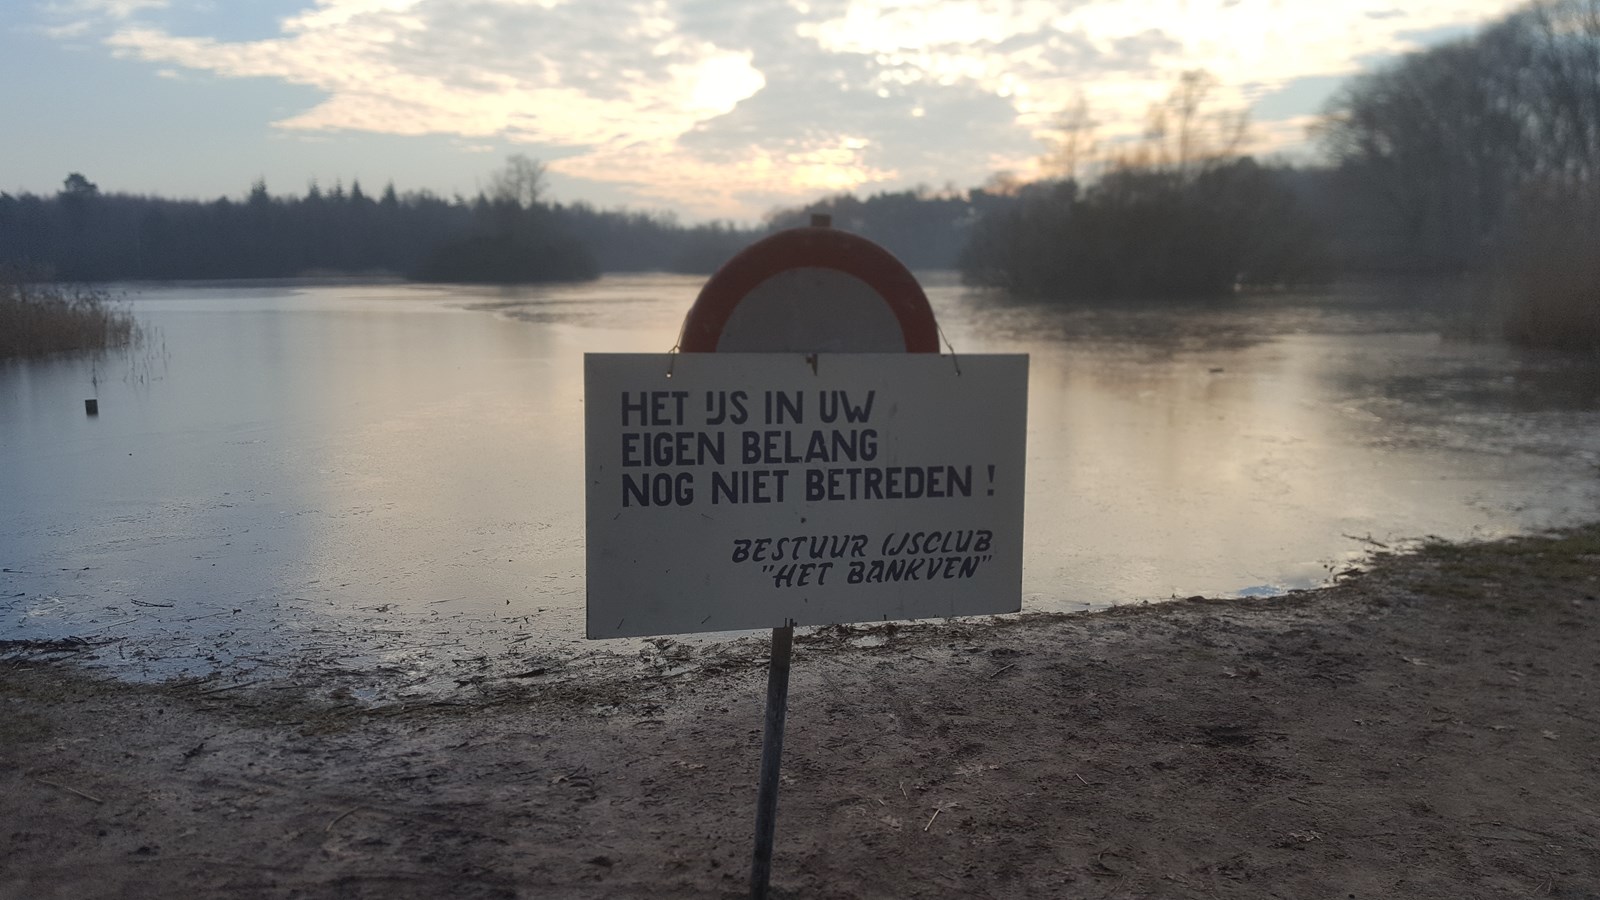 HET IJS IN UW
EIGEN BELANG
NOG NIET BETREDEN !
BESTUUR IJSCLUB
"HET BANKVEN"